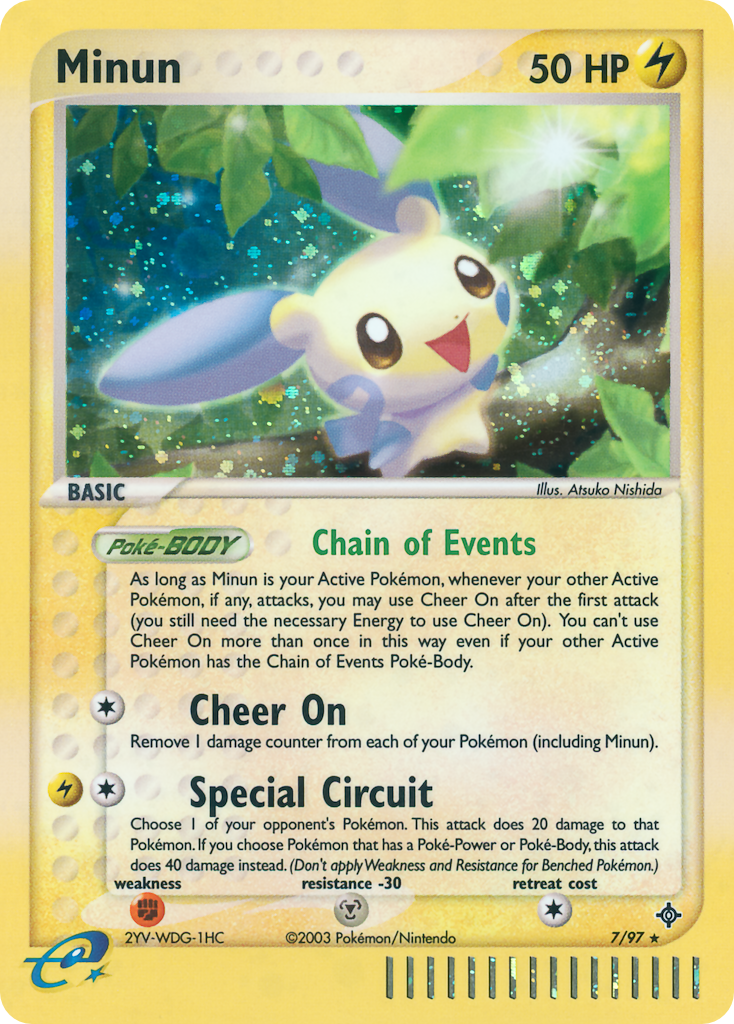 Minun
50 HP
BASIC
Illus. Atsuko Nishida
Poké-BODY
Chain of Events
As long as Minun is your Active Pokémon, whenever your other Active
Pokémon, if any, attacks, you may use Cheer On after the first attack
(you still need the necessary Energy to use Cheer On). You can't use
Cheer On more than once in this way even if your other Active
Pokémon has the Chain of Events Poké-Body.
Cheer On
Remove 1 damage counter from each of your Pokémon (including Minun).
Special Circuit
Choose 1 of your opponent's Pokémon. This attack does 20 damage to that
Pokémon. If you choose Pokémon that has a Poké-Power or Poké-Body, this attack
does 40 damage instead. (Don't apply Weakness and Resistance for Benched Pokémon.)
weakness
resistance -30
retreat cost
2YV-WDG-1HC
©2003 Pokémon/Nintendo
7/97 ★
e